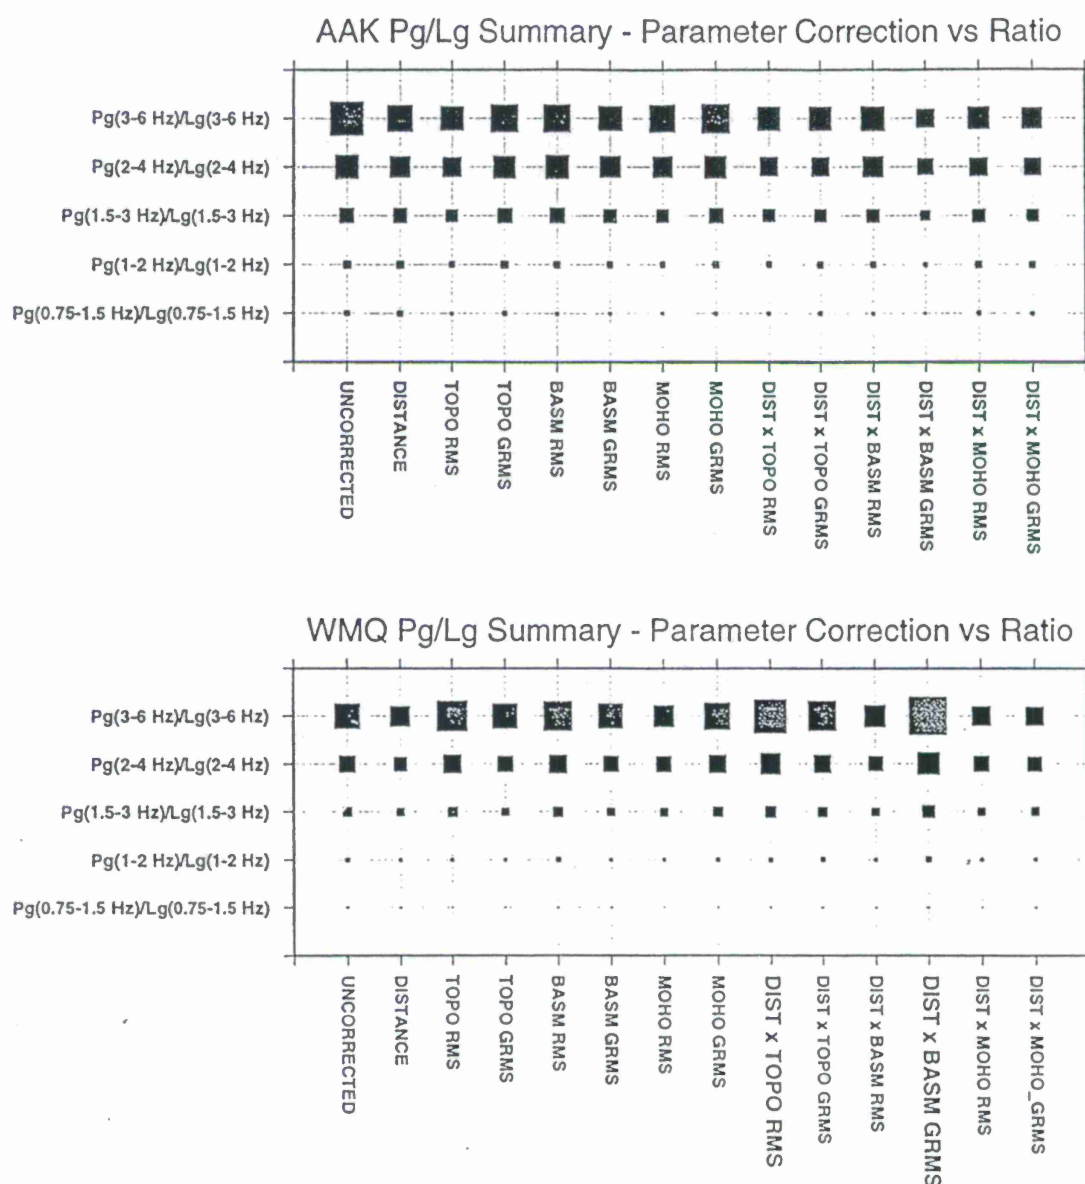 AAK Pg/Lg Summary - Parameter Correction vs Ratio
Pg(3-6 Hz)/Lg(3-6 Hz)
Pg(2-4 Hz)/Lg(2-4 Hz)
Pg(1.5-3 Hz)/Lg(1.5-3 Hz)
Pg(1-2 Hz)/Lg(1-2 Hz)
Pg(0.75-1.5 Hz)/Lg(0.75-1.5 Hz)
UNCORRECTED
DISTANCE
TOPO RMS
TOPO GRMS
BASM RMS
BASM GRMS
MOHO RMS
MOHO GRMS
DIST x TOPO RMS
DIST x TOPO GRMS
DIST x BASM RMS
DIST x BASM GRMS
DIST x MOHO RMS
DIST x MOHO GRMS
WMQ Pg/Lg Summary - Parameter Correction vs Ratio
Pg(3-6 Hz)/Lg(3-6 Hz)
Pg(2-4 Hz)/Lg(2-4 Hz)
Pg(1.5-3 Hz)/Lg(1.5-3 Hz)
Pg(1-2 Hz)/Lg(1-2 Hz)
Pg(0.75-1.5 Hz)/Lg(0.75-1.5 Hz)
UNCORRECTED
DISTANCE
TOPO RMS
TOPO GRMS
BASM RMS
BASM GRMS
MOHO RMS
MOHO GRMS
DIST x TOPO RMS
DIST x TOPO GRMS
DIST x BASM RMS
DIST x BASM GRMS
DIST x MOHO RMS
DIST x MOHO_GRMS